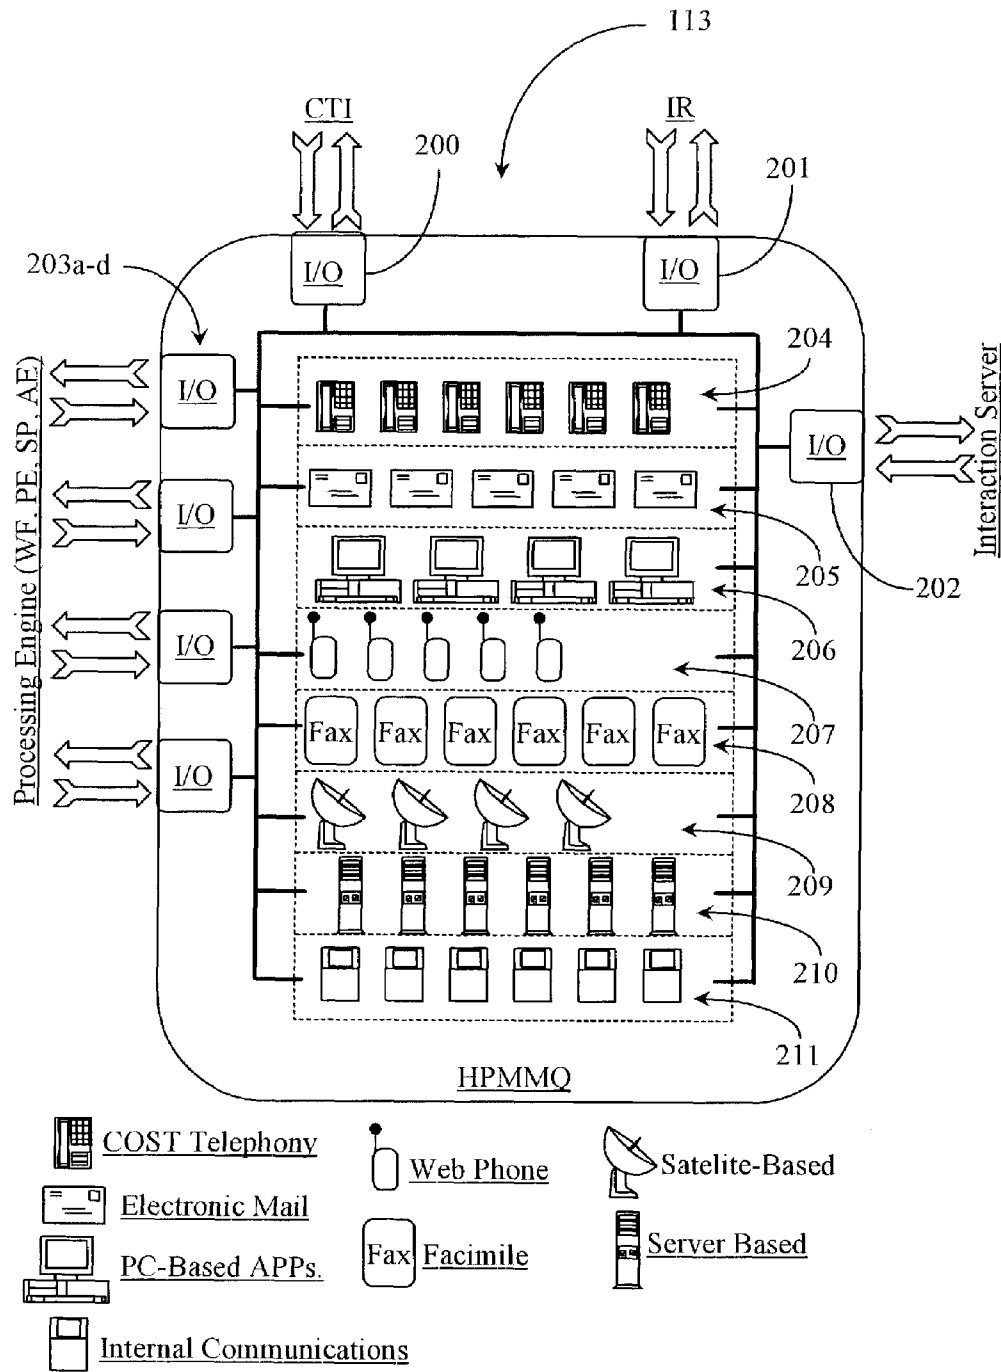 113
CTI
IR
200
201
I/O
I/O
203a-d
204
I/O
I/O
Processing Engine (WF, PE, SP, AE)
Interaction Server
I/O
205
202
206
I/O
207
Fax Fax Fax Fax Fax Fax
I/O
208
209
210
211
HPMMQ
COST Telephony
Web Phone
Satelite-Based
Electronic Mail
Fax Facimile
Server Based
PC-Based APPs.
Internal Communications